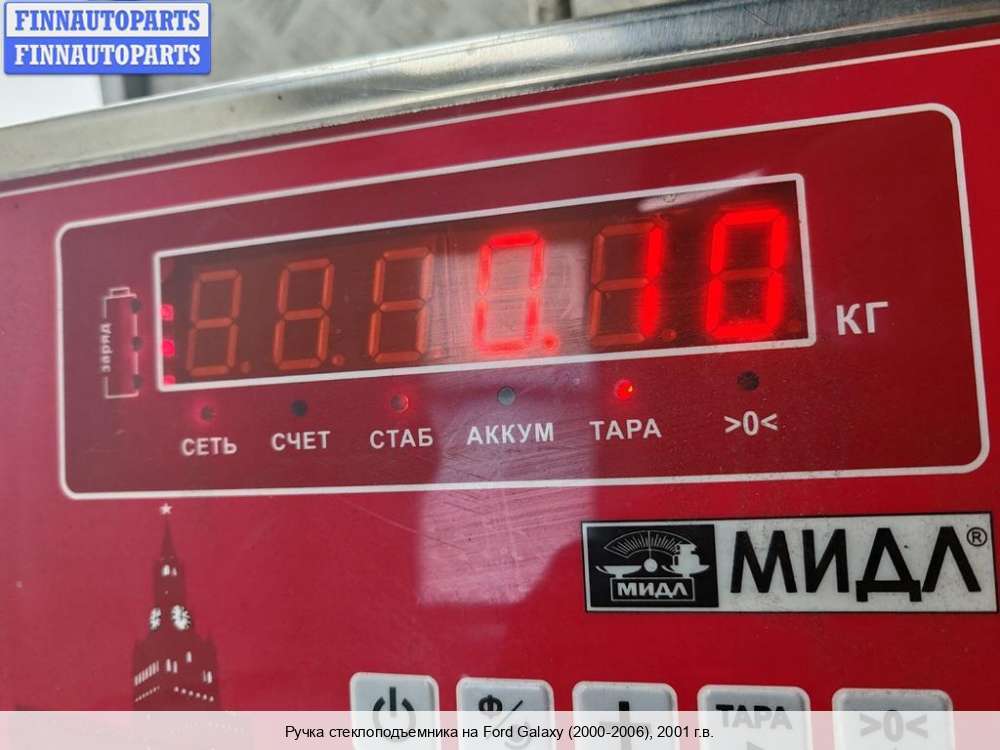 FINNAUTOPARTS
FINNAUTOPARTS
заряд
0.10 КГ
СЕТЬ СЧЕТ СТАБ АККУМ ТАРА >0<
МИДЛ МИДЛ®
Ф/
ТАРА >0<
Ручка стеклоподъемника на Ford Galaxy (2000-2006), 2001 г.в.